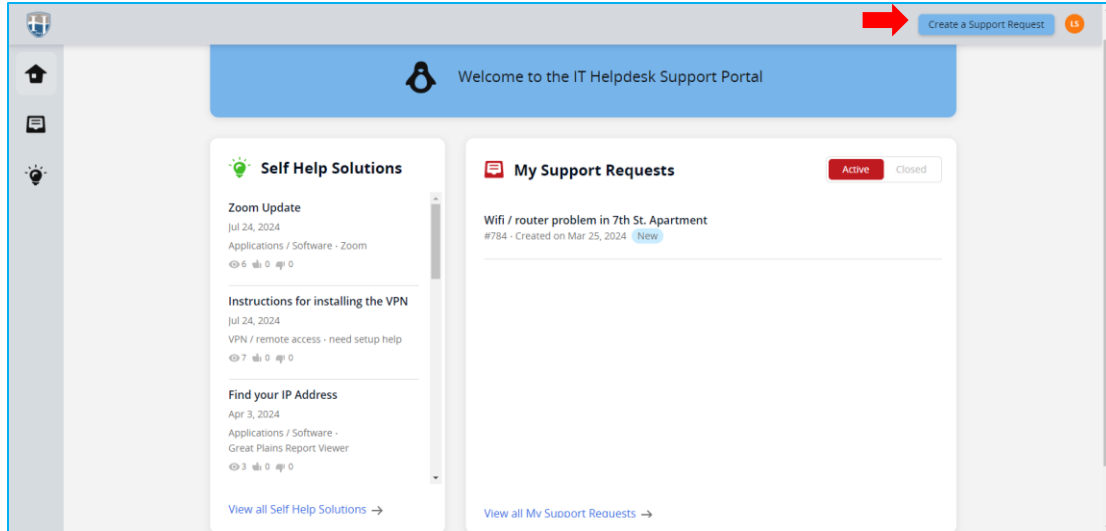 Create a Support Request
LS
Welcome to the IT Helpdesk Support Portal
Self Help Solutions
Zoom Update
Jul 24, 2024
Applications / Software - Zoom
6 0 0
Instructions for installing the VPN
Jul 24, 2024
VPN / remote access - need setup help
7 0 0
Find your IP Address
Apr 3, 2024
Applications / Software -
Great Plains Report Viewer
3 0 0
View all Self Help Solutions →
My Support Requests
Active Closed
Wifi / router problem in 7th St. Apartment
#784 - Created on Mar 25, 2024 New
View all My Support Requests →